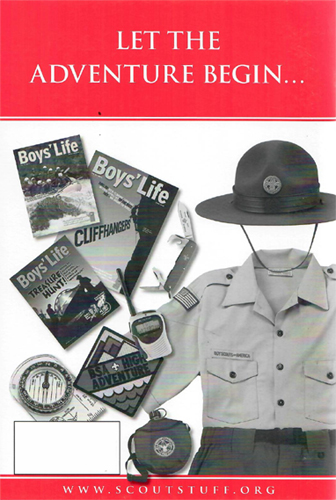 LET THE
ADVENTURE BEGIN...
Boys' Life
Boys' Life
CLIFFHANGERS
Boys' Life
TREASURE
HUNT!
BSA HIGH
ADVENTURE
BOY SCOUTS OF AMERICA
WWW.SCOUTSTUFF.ORG